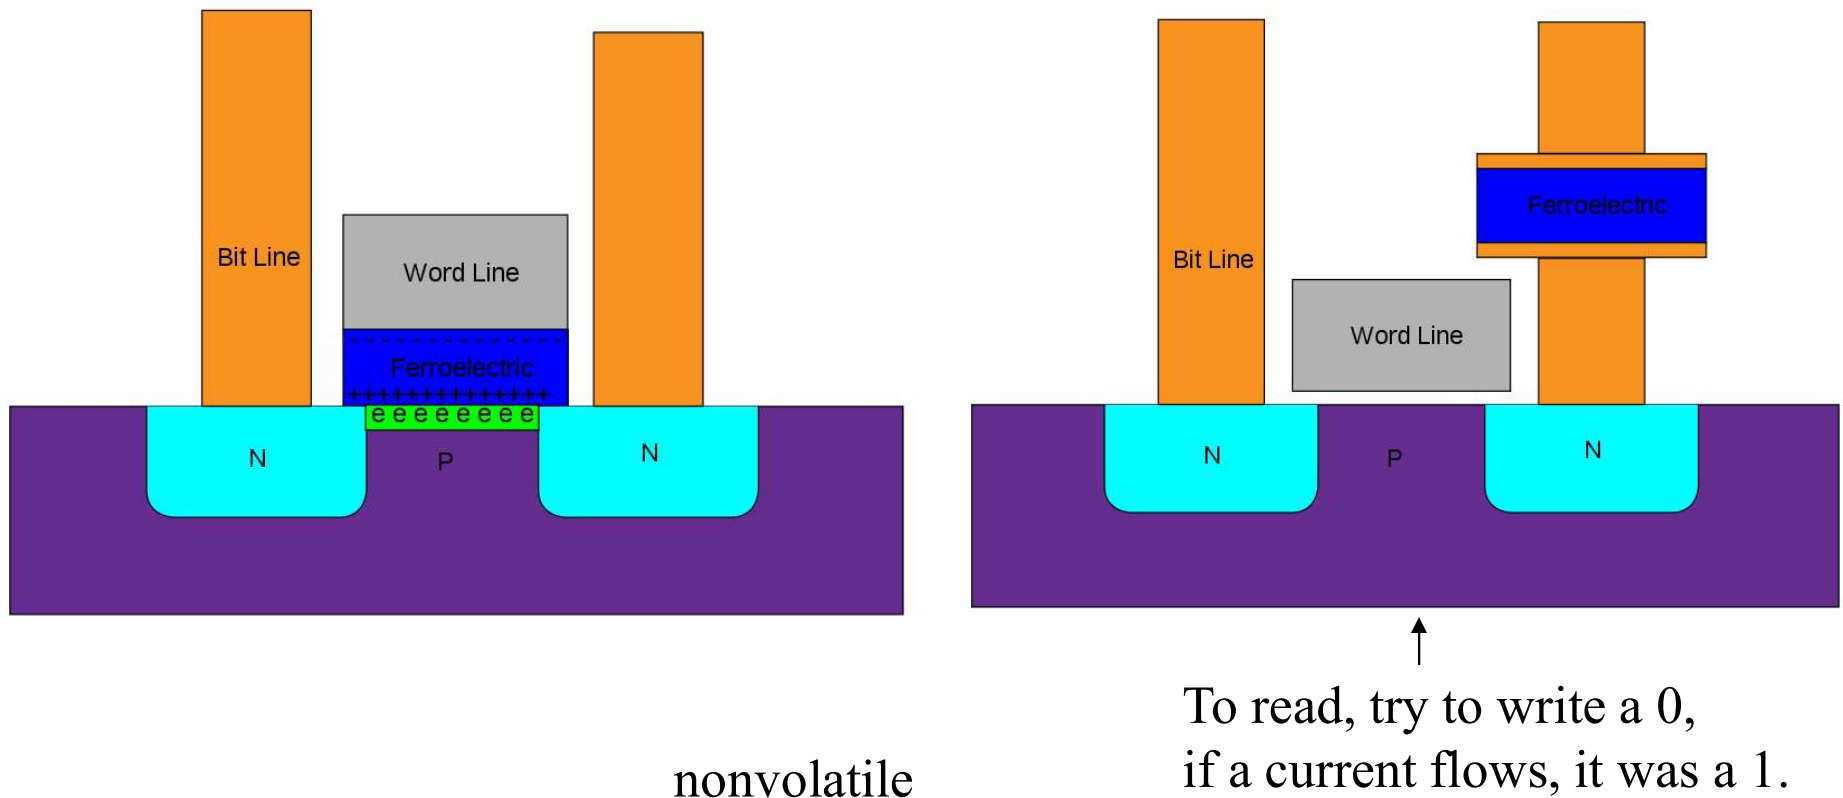 Bit Line
Word Line
- - - - - - - - - - - - - -
Ferroelectric
+ + + + + + + + + + + + + +
e e e e e e e e
N
P
N
Bit Line
Word Line
Ferroelectric
N
P
N
To read, try to write a 0,
if a current flows, it was a 1.
nonvolatile